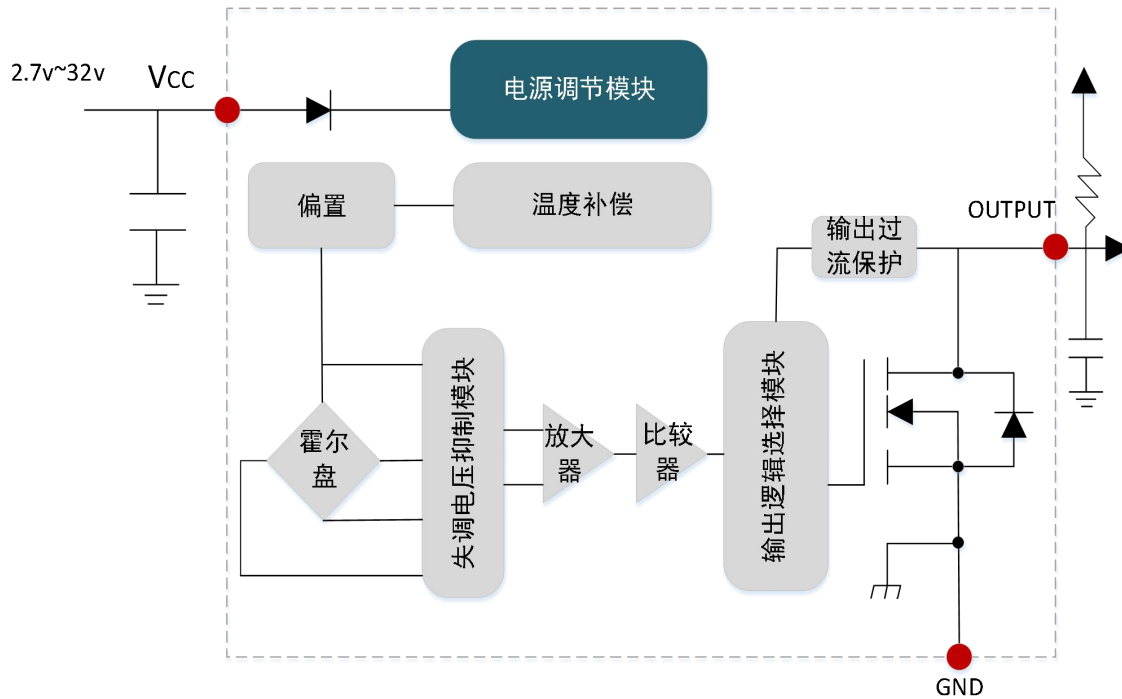 2.7v~32v
VCC
电源调节模块
偏置
温度补偿
OUTPUT
输出过
流保护
失调电压抑制模块
霍尔
盘
放大
器
比较
器
输出逻辑选择模块
GND